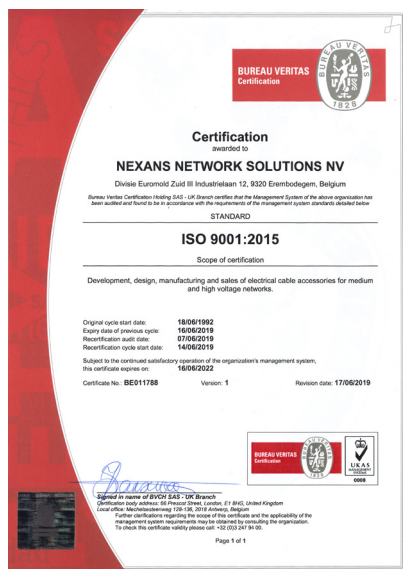 BUREAU VERITAS
Certification
BUREAU VERITAS
1828
Certification
awarded to
NEXANS NETWORK SOLUTIONS NV
Divisie Euromold Zuid III Industrielaan 12, 9320 Erembodegem, Belgium
Bureau Veritas Certification Holding SAS - UK Branch certifies that the Management System of the above organisation has
been audited and found to be in accordance with the requirements of the management system standards detailed below
STANDARD
ISO 9001:2015
Scope of certification
Development, design, manufacturing and sales of electrical cable accessories for medium
and high voltage networks.
Original cycle start date: 18/06/1992
Expiry date of previous cycle: 16/06/2019
Recertification audit date: 07/06/2019
Recertification cycle start date: 14/06/2019
Subject to the continued satisfactory operation of the organization's management system,
this certificate expires on: 16/06/2022
Certificate No.: BE011788 Version: 1 Revision date: 17/06/2019
BUREAU VERITAS
Certification
BUREAU VERITAS
1828
UKAS
MANAGEMENT
SYSTEMS
0008
Signed in name of BVCH SAS - UK Branch
Certification body address: 66 Prescot Street, London, E1 8HG, United Kingdom
Local office: Mechelsesteenweg 128-136, 2018 Antwerp, Belgium
Further clarifications regarding the scope of this certificate and the applicability of the
management system requirements may be obtained by consulting the organization.
To check this certificate validity please call: +32 (0)3 247 94 00.
Page 1 of 1